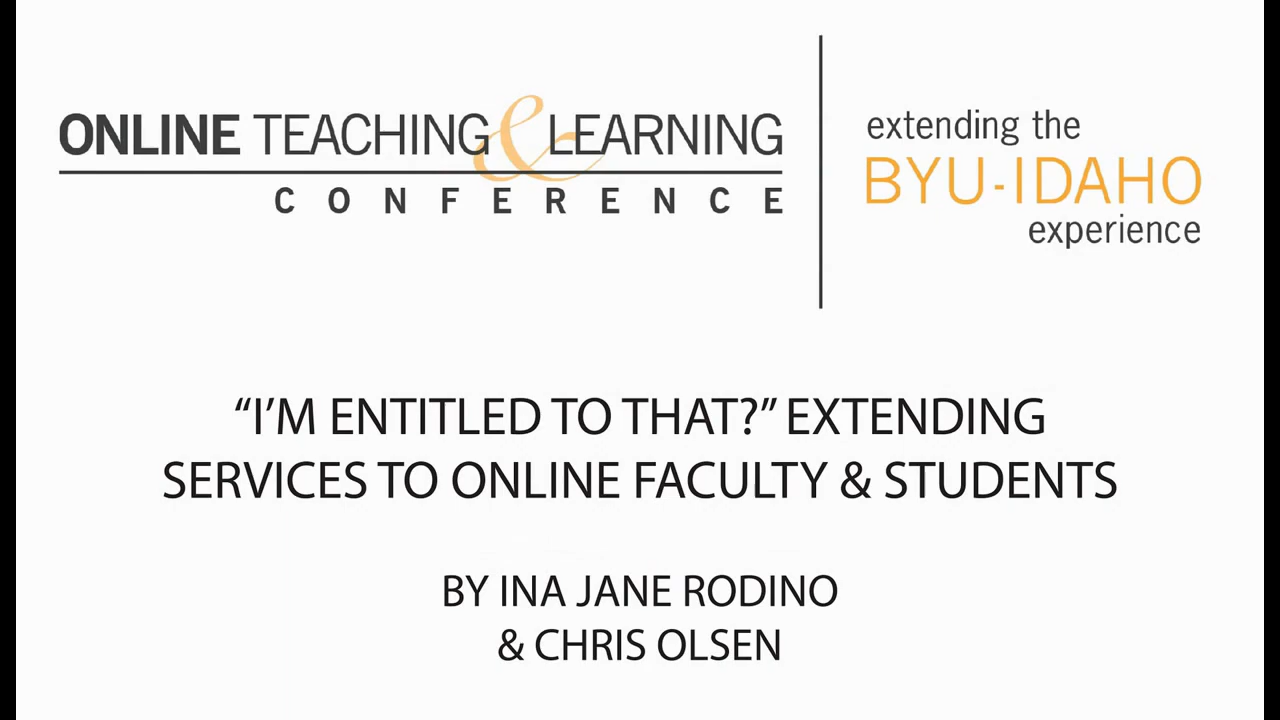 ONLINE TEACHING & LEARNING
CONFERENCE
extending the
BYU-IDAHO
experience
“I’M ENTITLED TO THAT?” EXTENDING
SERVICES TO ONLINE FACULTY & STUDENTS
BY INA JANE RODINO
& CHRIS OLSEN